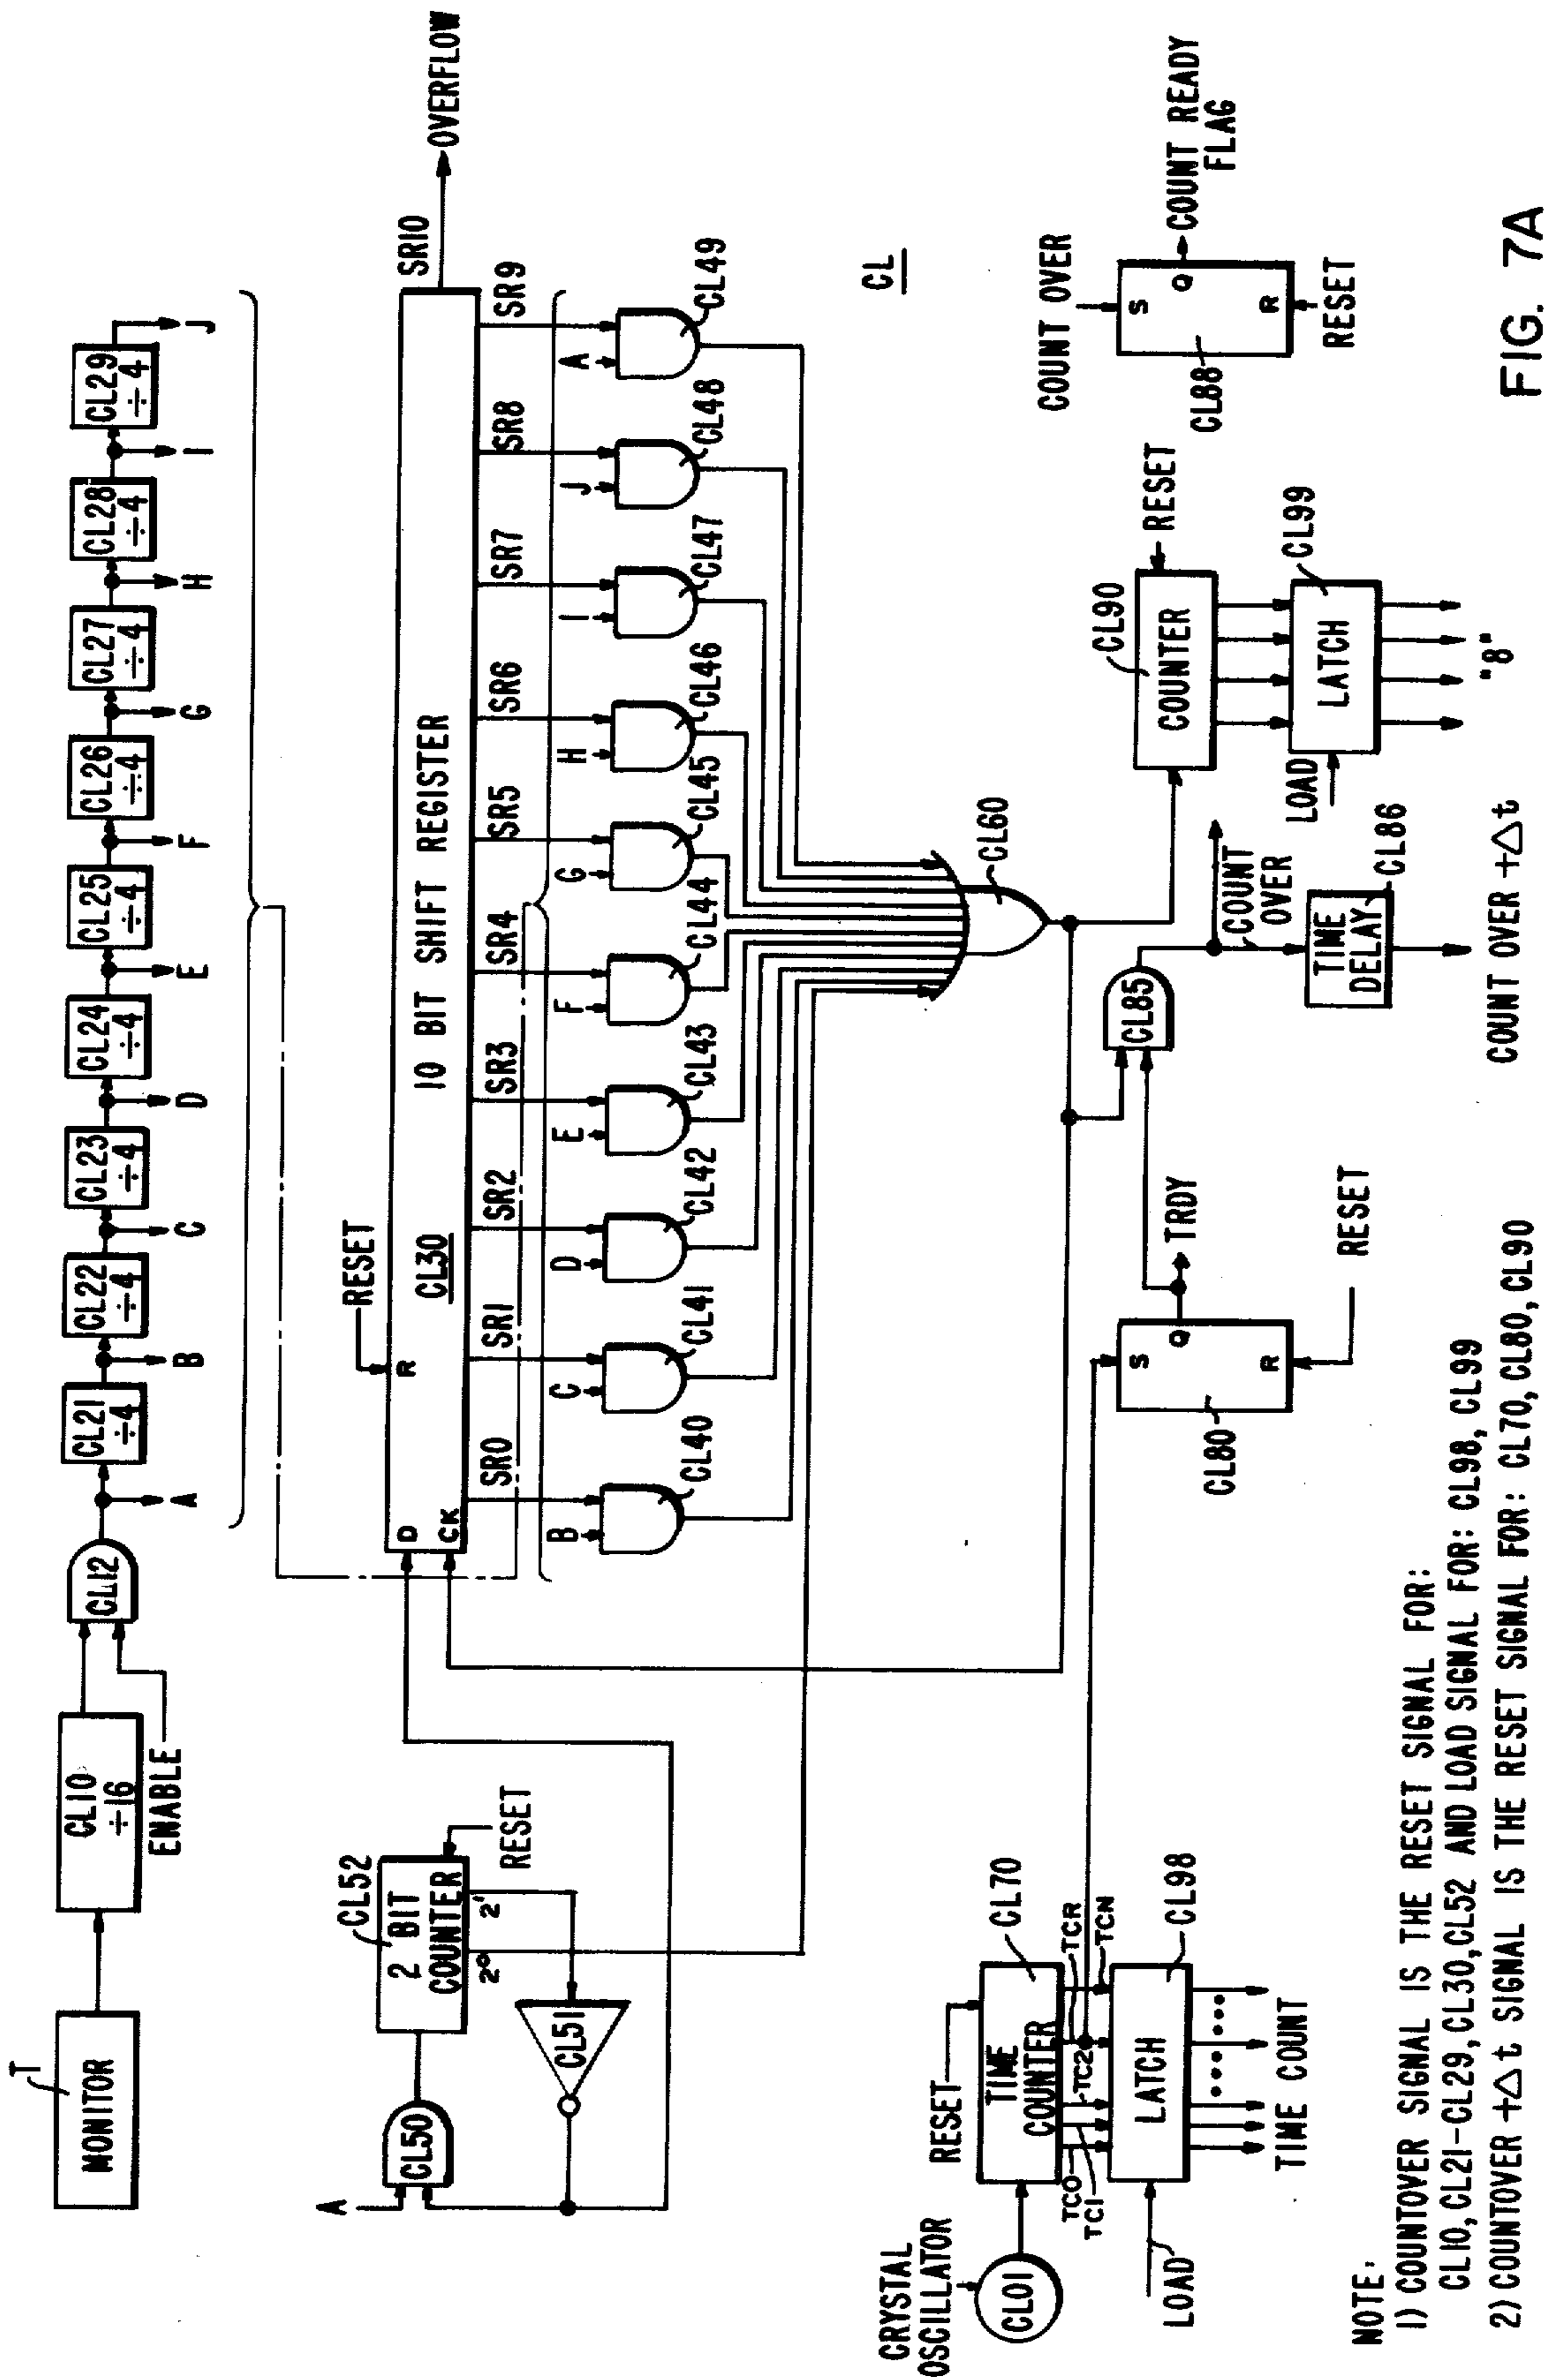 T
MONITOR
CL10
÷16
ENABLE
CL12
A
CL21
÷4
B
CL22
÷4
C
CL23
÷4
D
CL24
÷4
E
CL25
÷4
F
CL26
÷4
G
CL27
÷4
H
CL28
÷4
I
CL29
÷4
J
A
CL50
CL51
CL52
2 BIT
COUNTER
2⁰
2'
RESET
RESET
D
CK
R
CL30
10 BIT SHIFT REGISTER
SR10
OVERFLOW
SR0
SR1
SR2
SR3
SR4
SR5
SR6
SR7
SR8
SR9
B
CL40
C
CL41
D
CL42
E
CL43
F
CL44
G
CL45
H
CL46
I
CL47
J
CL48
A
CL49
CL60
CL
CRYSTAL
OSCILLATOR
CL01
RESET
TIME
COUNTER
CL70
TC0
TC1
TC2
TCR
TCN
LOAD
LATCH
CL98
TIME COUNT
S
Q
R
CL80
TRDY
RESET
CL85
COUNT
OVER
TIME
DELAY
CL86
COUNT OVER +Δt
CL90
COUNTER
RESET
LOAD
LATCH
CL99
"8"
COUNT OVER
S
Q
R
CL88
RESET
COUNT READY
FLAG
NOTE:
1) COUNTOVER SIGNAL IS THE RESET SIGNAL FOR:
CL10, CL21-CL29, CL30, CL52 AND LOAD SIGNAL FOR: CL98, CL99
2) COUNTOVER +Δt SIGNAL IS THE RESET SIGNAL FOR: CL70, CL80, CL90
FIG. 7A